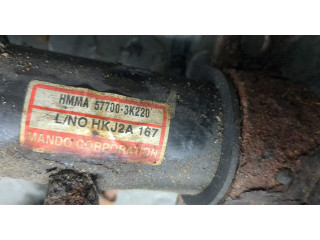 HMMA 57700-3K220
L/NO HKJ2A 167
MANDO CORPORATION